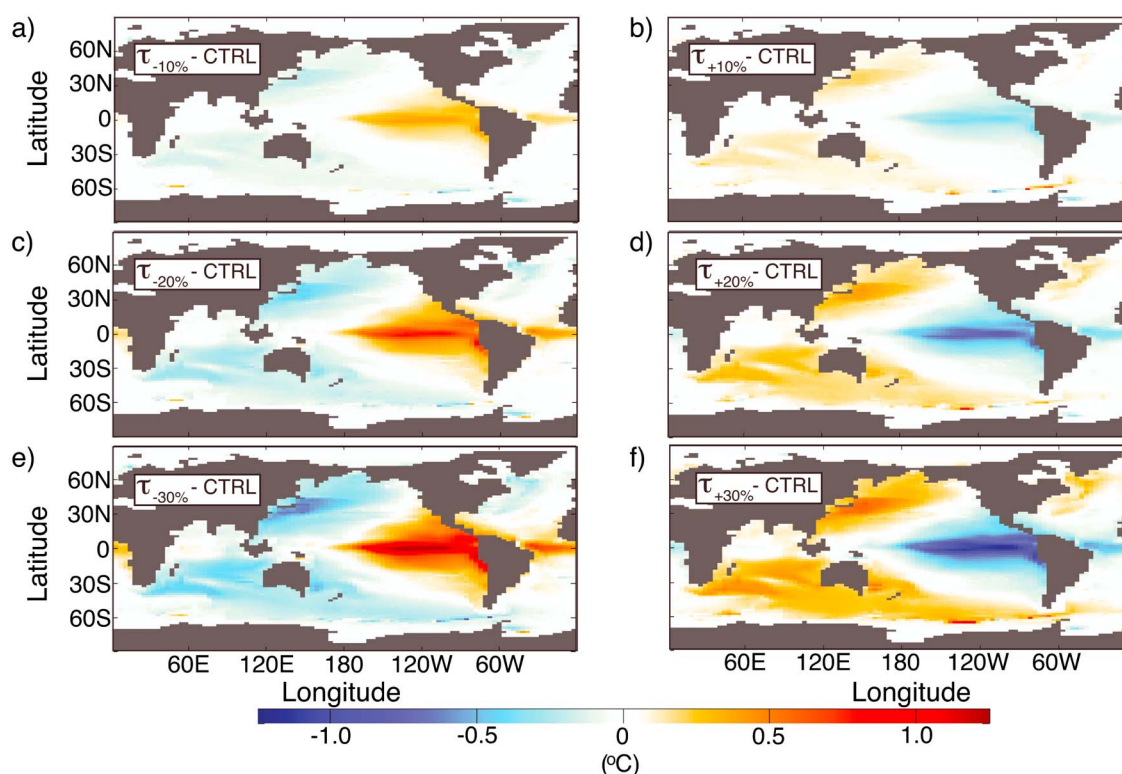 a)
τ-10% - CTRL
60N
30N
0
30S
60S
Latitude
b)
τ+10% - CTRL
c)
τ-20% - CTRL
60N
30N
0
30S
60S
Latitude
d)
τ+20% - CTRL
e)
τ-30% - CTRL
60N
30N
0
30S
60S
Latitude
60E 120E 180 120W 60W
Longitude
f)
τ+30% - CTRL
60E 120E 180 120W 60W
Longitude
-1.0 -0.5 0 0.5 1.0
(ºC)